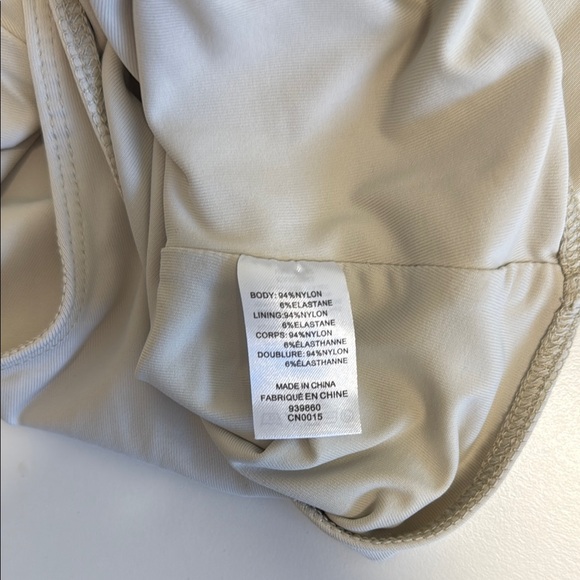 BODY: 94%NYLON
6%ELASTANE
LINING:94%NYLON
6%ELASTANE
CORPS: 94%NYLON
6%ÉLASTHANNE
DOUBLURE: 94%NYLON
6%ÉLASTHANNE
MADE IN CHINA
FABRIQUÉ EN CHINE
939860
CN0015